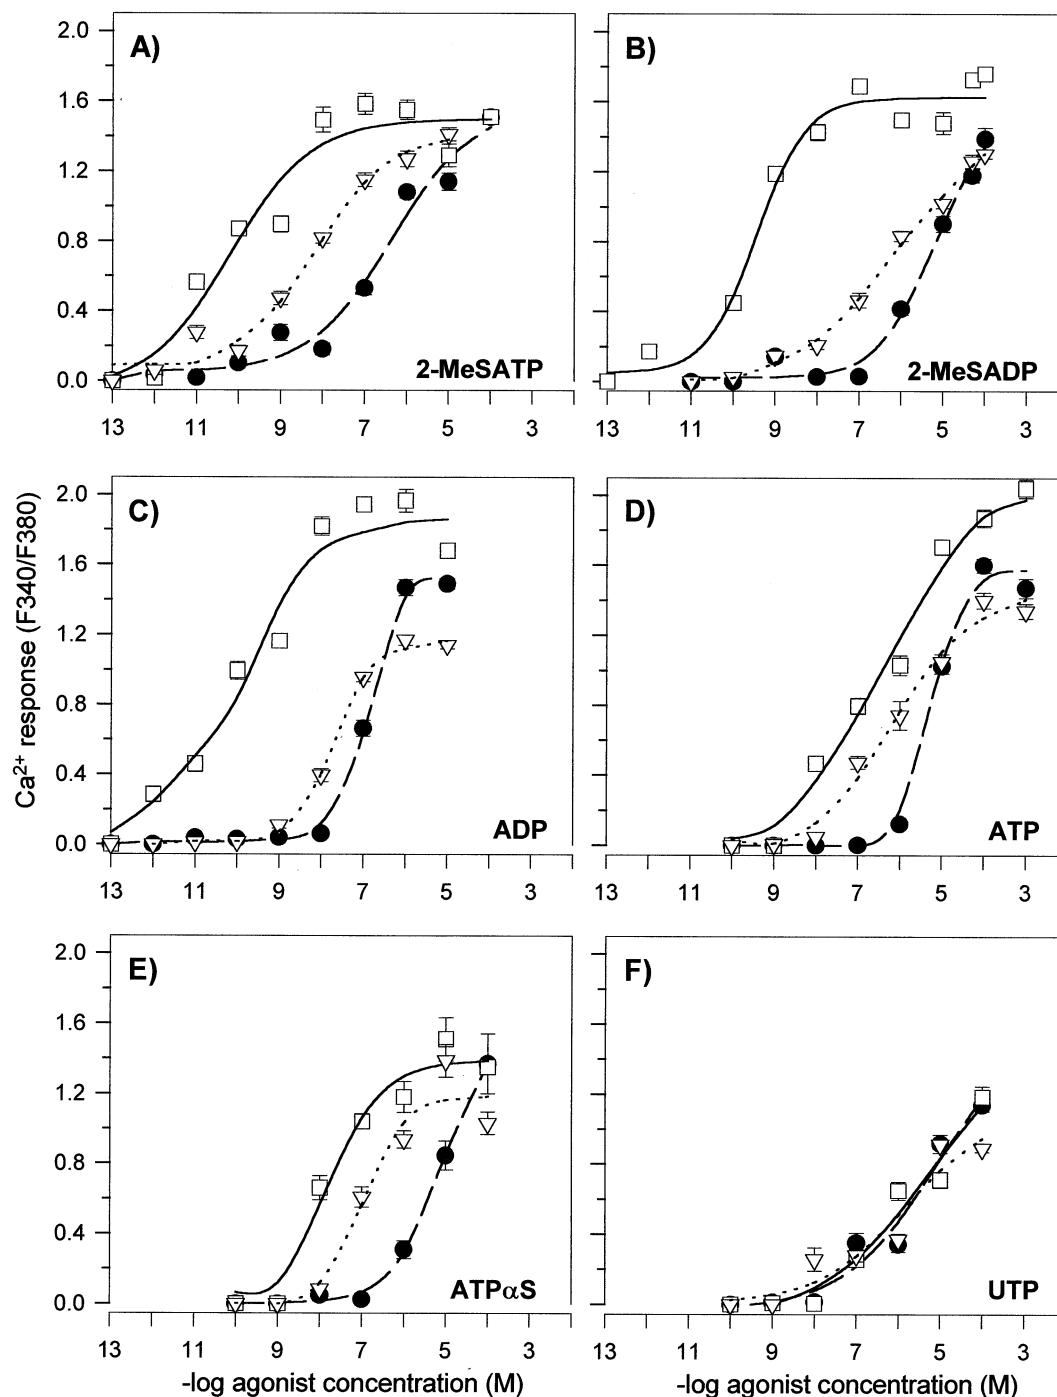 A)
B)
2.0
1.6
1.2
0.8
0.4
0.0
2-MeSATP
2-MeSADP
13 11 9 7 5 3
13 11 9 7 5 3
C)
D)
2.0
1.6
1.2
0.8
0.4
0.0
Ca²⁺ response (F340/F380)
ADP
ATP
13 11 9 7 5 3
13 11 9 7 5 3
E)
F)
2.0
1.6
1.2
0.8
0.4
0.0
ATPαS
UTP
13 11 9 7 5 3
13 11 9 7 5 3
-log agonist concentration (M)
-log agonist concentration (M)